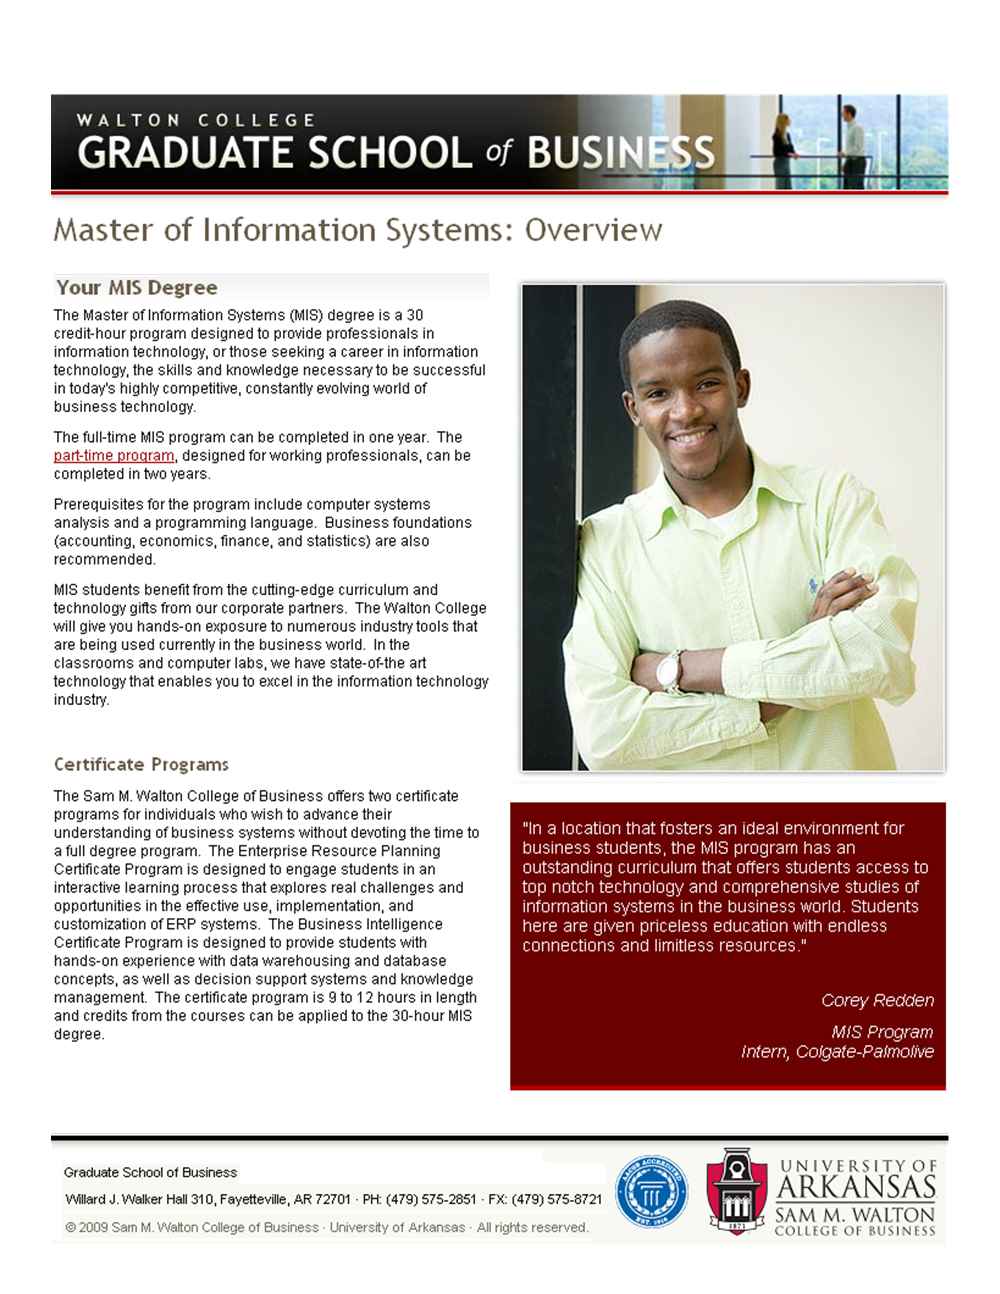 WALTON COLLEGE
GRADUATE SCHOOL of BUSINESS
Master of Information Systems: Overview
Your MIS Degree
The Master of Information Systems (MIS) degree is a 30
credit-hour program designed to provide professionals in
information technology, or those seeking a career in information
technology, the skills and knowledge necessary to be successful
in today's highly competitive, constantly evolving world of
business technology.
The full-time MIS program can be completed in one year.  The
part-time program, designed for working professionals, can be
completed in two years.
Prerequisites for the program include computer systems
analysis and a programming language.  Business foundations
(accounting, economics, finance, and statistics) are also
recommended.
MIS students benefit from the cutting-edge curriculum and
technology gifts from our corporate partners.  The Walton College
will give you hands-on exposure to numerous industry tools that
are being used currently in the business world.  In the
classrooms and computer labs, we have state-of-the art
technology that enables you to excel in the information technology
industry.
Certificate Programs
The Sam M. Walton College of Business offers two certificate
programs for individuals who wish to advance their
understanding of business systems without devoting the time to
a full degree program.  The Enterprise Resource Planning
Certificate Program is designed to engage students in an
interactive learning process that explores real challenges and
opportunities in the effective use, implementation, and
customization of ERP systems.  The Business Intelligence
Certificate Program is designed to provide students with
hands-on experience with data warehousing and database
concepts, as well as decision support systems and knowledge
management.  The certificate program is 9 to 12 hours in length
and credits from the courses can be applied to the 30-hour MIS
degree.
"In a location that fosters an ideal environment for
business students, the MIS program has an
outstanding curriculum that offers students access to
top notch technology and comprehensive studies of
information systems in the business world. Students
here are given priceless education with endless
connections and limitless resources."
Corey Redden
MIS Program
Intern, Colgate-Palmolive
Graduate School of Business
Willard J. Walker Hall 310, Fayetteville, AR 72701 · PH: (479) 575-2851 · FX: (479) 575-8721
© 2009 Sam M. Walton College of Business · University of Arkansas · All rights reserved.
AACSB ACCREDITED
EST. 1916
1871
UNIVERSITY OF
ARKANSAS
SAM M. WALTON
COLLEGE OF BUSINESS